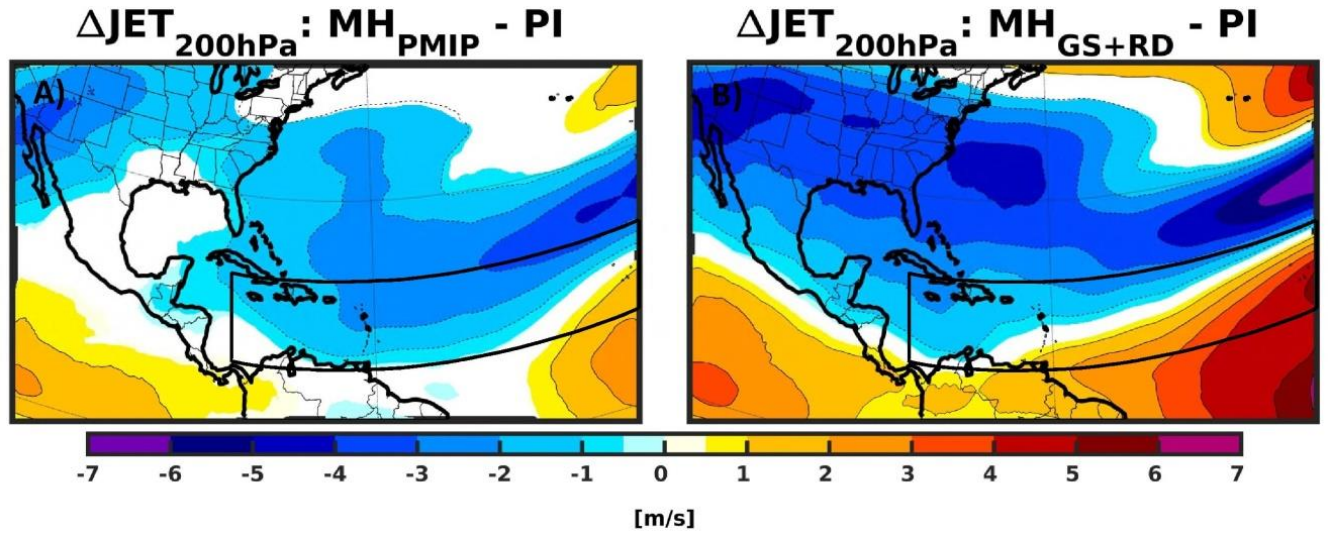 ΔJET200hPa: MHPMIP - PI
ΔJET200hPa: MHGS+RD - PI
A)
B)
-7 -6 -5 -4 -3 -2 -1 0 1 2 3 4 5 6 7
[m/s]